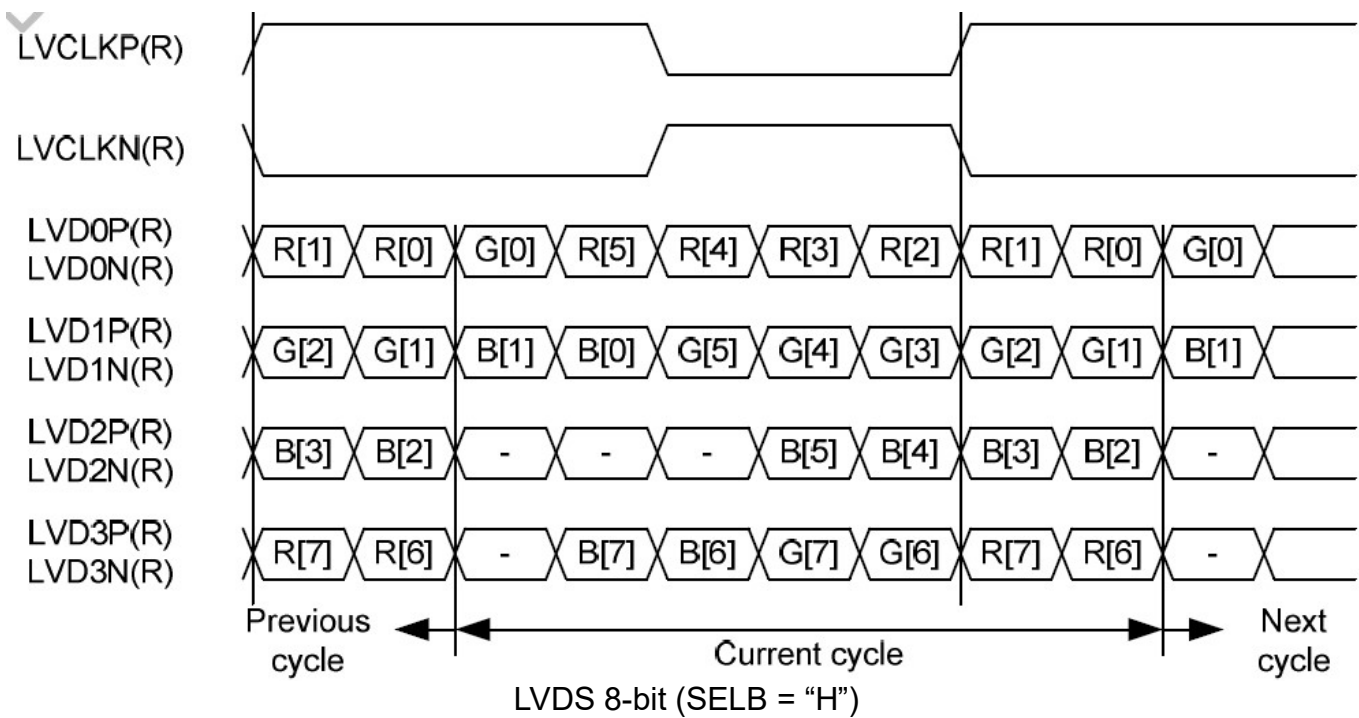 LVCLKP(R)
LVCLKN(R)
LVD0P(R)
LVD0N(R)
R[1] R[0] G[0] R[5] R[4] R[3] R[2] R[1] R[0] G[0]
LVD1P(R)
LVD1N(R)
G[2] G[1] B[1] B[0] G[5] G[4] G[3] G[2] G[1] B[1]
LVD2P(R)
LVD2N(R)
B[3] B[2] - - - B[5] B[4] B[3] B[2] -
LVD3P(R)
LVD3N(R)
R[7] R[6] - B[7] B[6] G[7] G[6] R[7] R[6] -
Previous
cycle
Current cycle
Next
cycle
LVDS 8-bit (SELB = “H”)